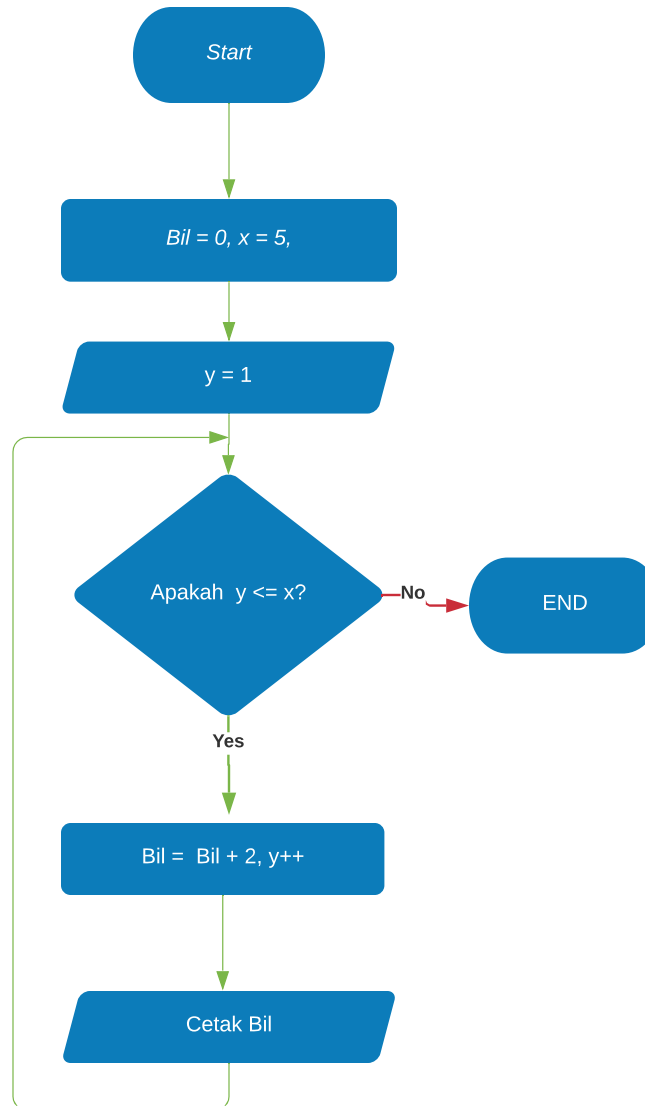 Start
Bil = 0, x = 5,
y = 1
Apakah  y <= x?
No
END
Yes
Bil =  Bil + 2, y++
Cetak Bil